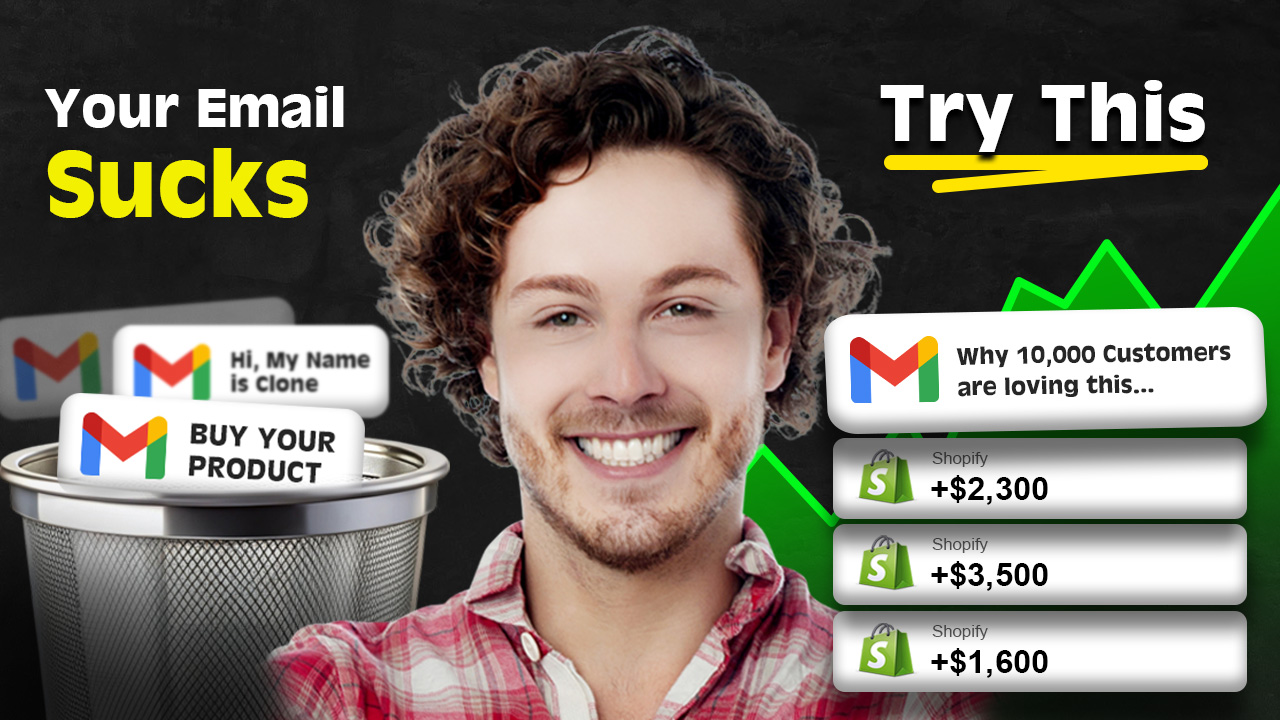 Your Email
Sucks
Try This
Hi, My Name
is Clone
BUY YOUR
PRODUCT
Why 10,000 Customers
are loving this...
Shopify
+$2,300
Shopify
+$3,500
Shopify
+$1,600